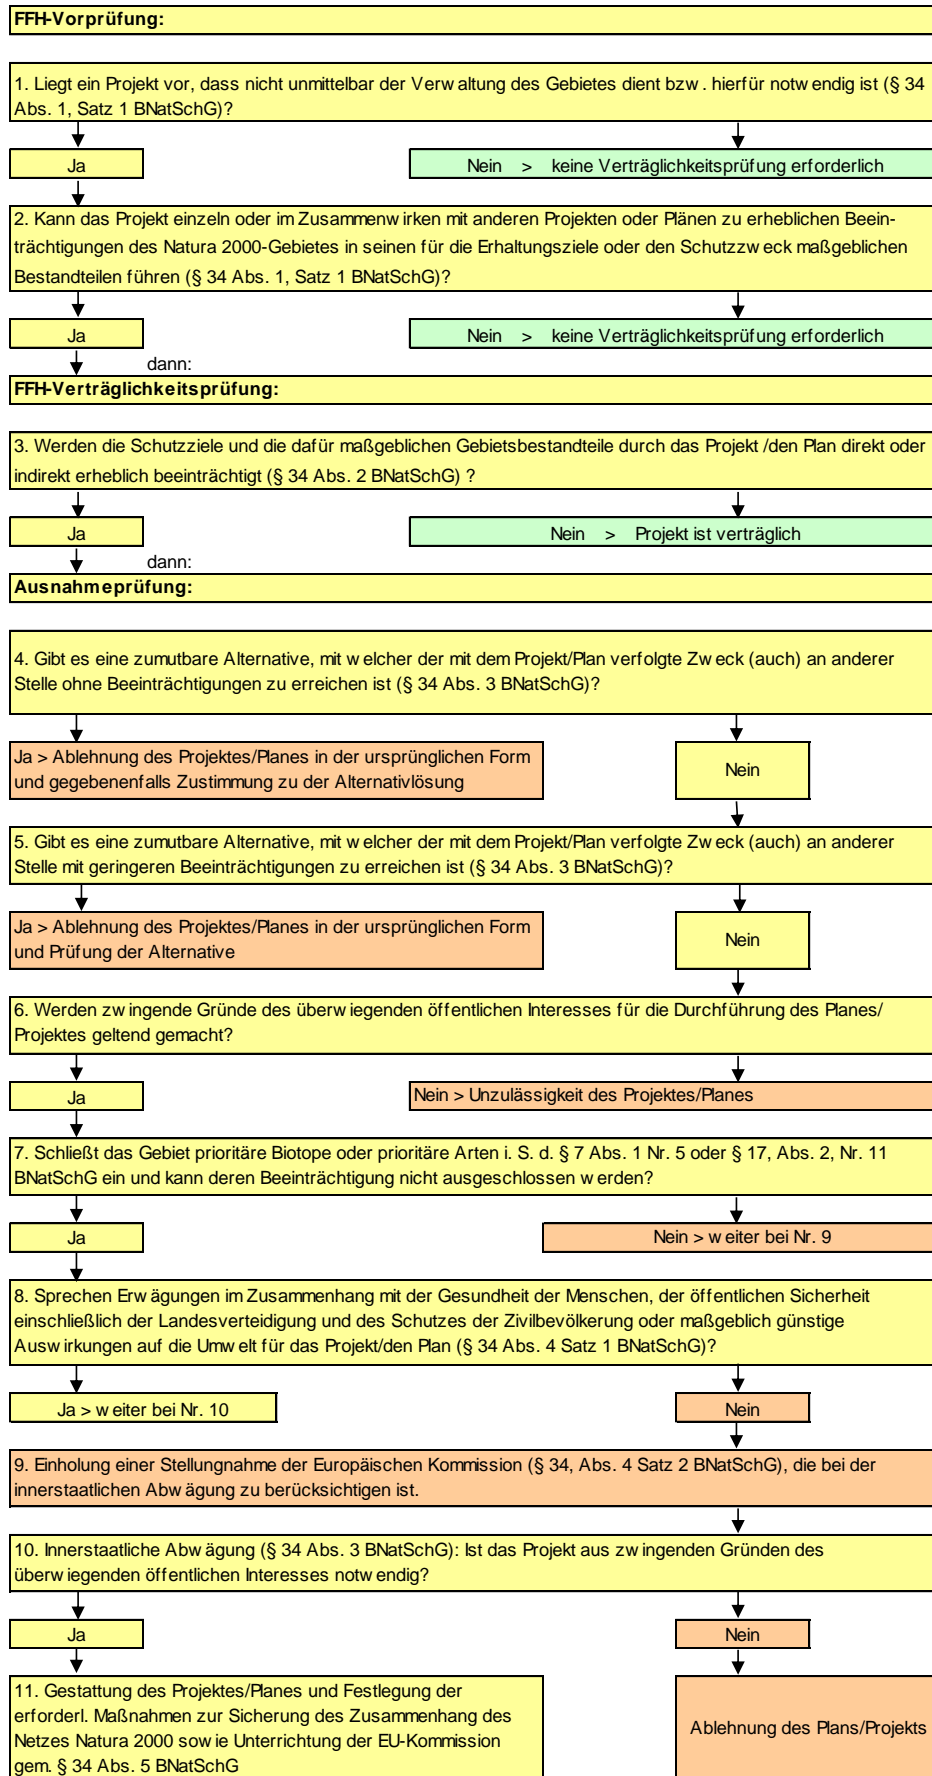 FFH-Vorprüfung:
1. Liegt ein Projekt vor, dass nicht unmittelbar der Verwaltung des Gebietes dient bzw. hierfür notwendig ist (§ 34
Abs. 1, Satz 1 BNatSchG)?
Ja
Nein > keine Verträglichkeitsprüfung erforderlich
2. Kann das Projekt einzeln oder im Zusammenwirken mit anderen Projekten oder Plänen zu erheblichen Beein-
trächtigungen des Natura 2000-Gebietes in seinen für die Erhaltungsziele oder den Schutzzweck maßgeblichen
Bestandteilen führen (§ 34 Abs. 1, Satz 1 BNatSchG)?
Ja
Nein > keine Verträglichkeitsprüfung erforderlich
dann:
FFH-Verträglichkeitsprüfung:
3. Werden die Schutzziele und die dafür maßgeblichen Gebietsbestandteile durch das Projekt /den Plan direkt oder
indirekt erheblich beeinträchtigt (§ 34 Abs. 2 BNatSchG) ?
Ja
Nein > Projekt ist verträglich
dann:
Ausnahmeprüfung:
4. Gibt es eine zumutbare Alternative, mit welcher der mit dem Projekt/Plan verfolgte Zweck (auch) an anderer
Stelle ohne Beeinträchtigungen zu erreichen ist (§ 34 Abs. 3 BNatSchG)?
Ja > Ablehnung des Projektes/Planes in der ursprünglichen Form
und gegebenenfalls Zustimmung zu der Alternativlösung
Nein
5. Gibt es eine zumutbare Alternative, mit welcher der mit dem Projekt/Plan verfolgte Zweck (auch) an anderer
Stelle mit geringeren Beeinträchtigungen zu erreichen ist (§ 34 Abs. 3 BNatSchG)?
Ja > Ablehnung des Projektes/Planes in der ursprünglichen Form
und Prüfung der Alternative
Nein
6. Werden zwingende Gründe des überwiegenden öffentlichen Interesses für die Durchführung des Planes/
Projektes geltend gemacht?
Ja
Nein > Unzulässigkeit des Projektes/Planes
7. Schließt das Gebiet prioritäre Biotope oder prioritäre Arten i. S. d. § 7 Abs. 1 Nr. 5 oder § 17, Abs. 2, Nr. 11
BNatSchG ein und kann deren Beeinträchtigung nicht ausgeschlossen werden?
Ja
Nein > weiter bei Nr. 9
8. Sprechen Erwägungen im Zusammenhang mit der Gesundheit der Menschen, der öffentlichen Sicherheit
einschließlich der Landesverteidigung und des Schutzes der Zivilbevölkerung oder maßgeblich günstige
Auswirkungen auf die Umwelt für das Projekt/den Plan (§ 34 Abs. 4 Satz 1 BNatSchG)?
Ja > weiter bei Nr. 10
Nein
9. Einholung einer Stellungnahme der Europäischen Kommission (§ 34, Abs. 4 Satz 2 BNatSchG), die bei der
innerstaatlichen Abwägung zu berücksichtigen ist.
10. Innerstaatliche Abwägung (§ 34 Abs. 3 BNatSchG): Ist das Projekt aus zwingenden Gründen des
überwiegenden öffentlichen Interesses notwendig?
Ja
Nein
11. Gestattung des Projektes/Planes und Festlegung der
erforderl. Maßnahmen zur Sicherung des Zusammenhang des
Netzes Natura 2000 sowie Unterrichtung der EU-Kommission
gem. § 34 Abs. 5 BNatSchG
Ablehnung des Plans/Projekts